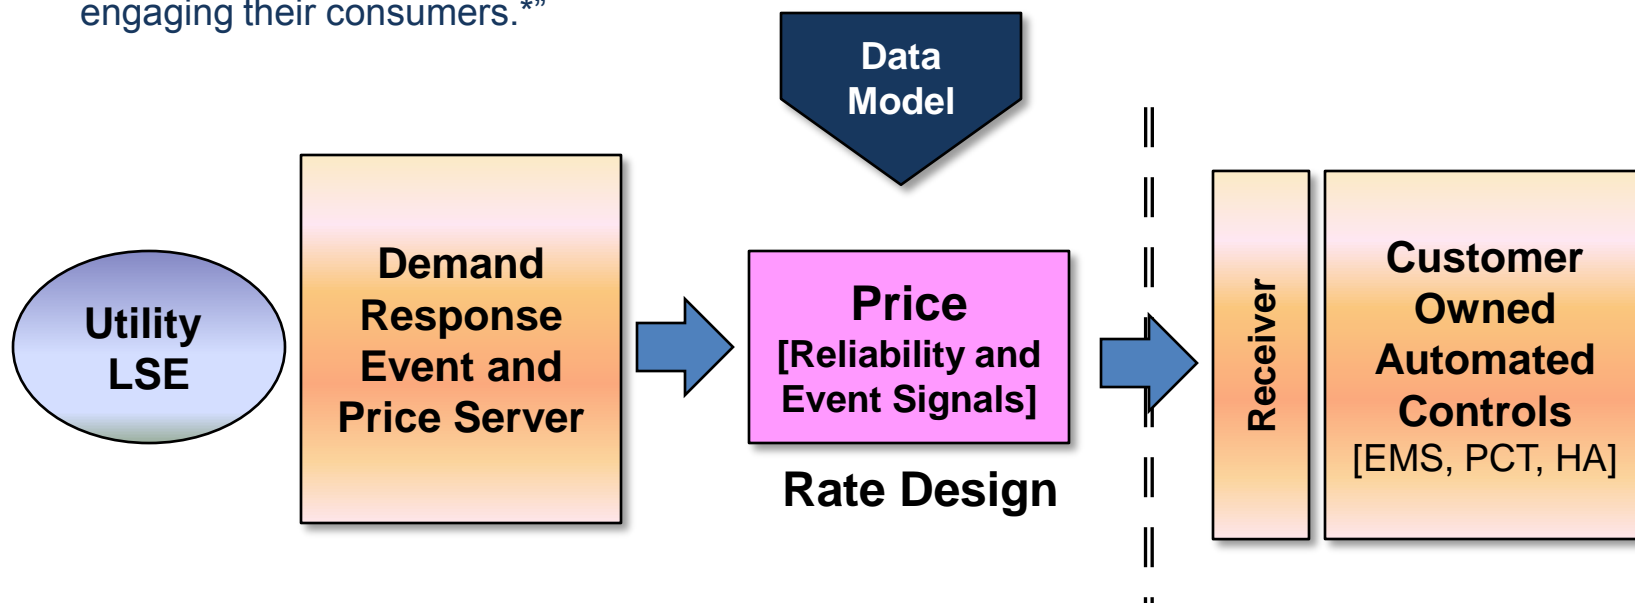 engaging their consumers.*”
Data
Model
Utility
LSE
Demand
Response
Event and
Price Server
Price
[Reliability and
Event Signals]
Rate Design
Receiver
Customer
Owned
Automated
Controls
[EMS, PCT, HA]